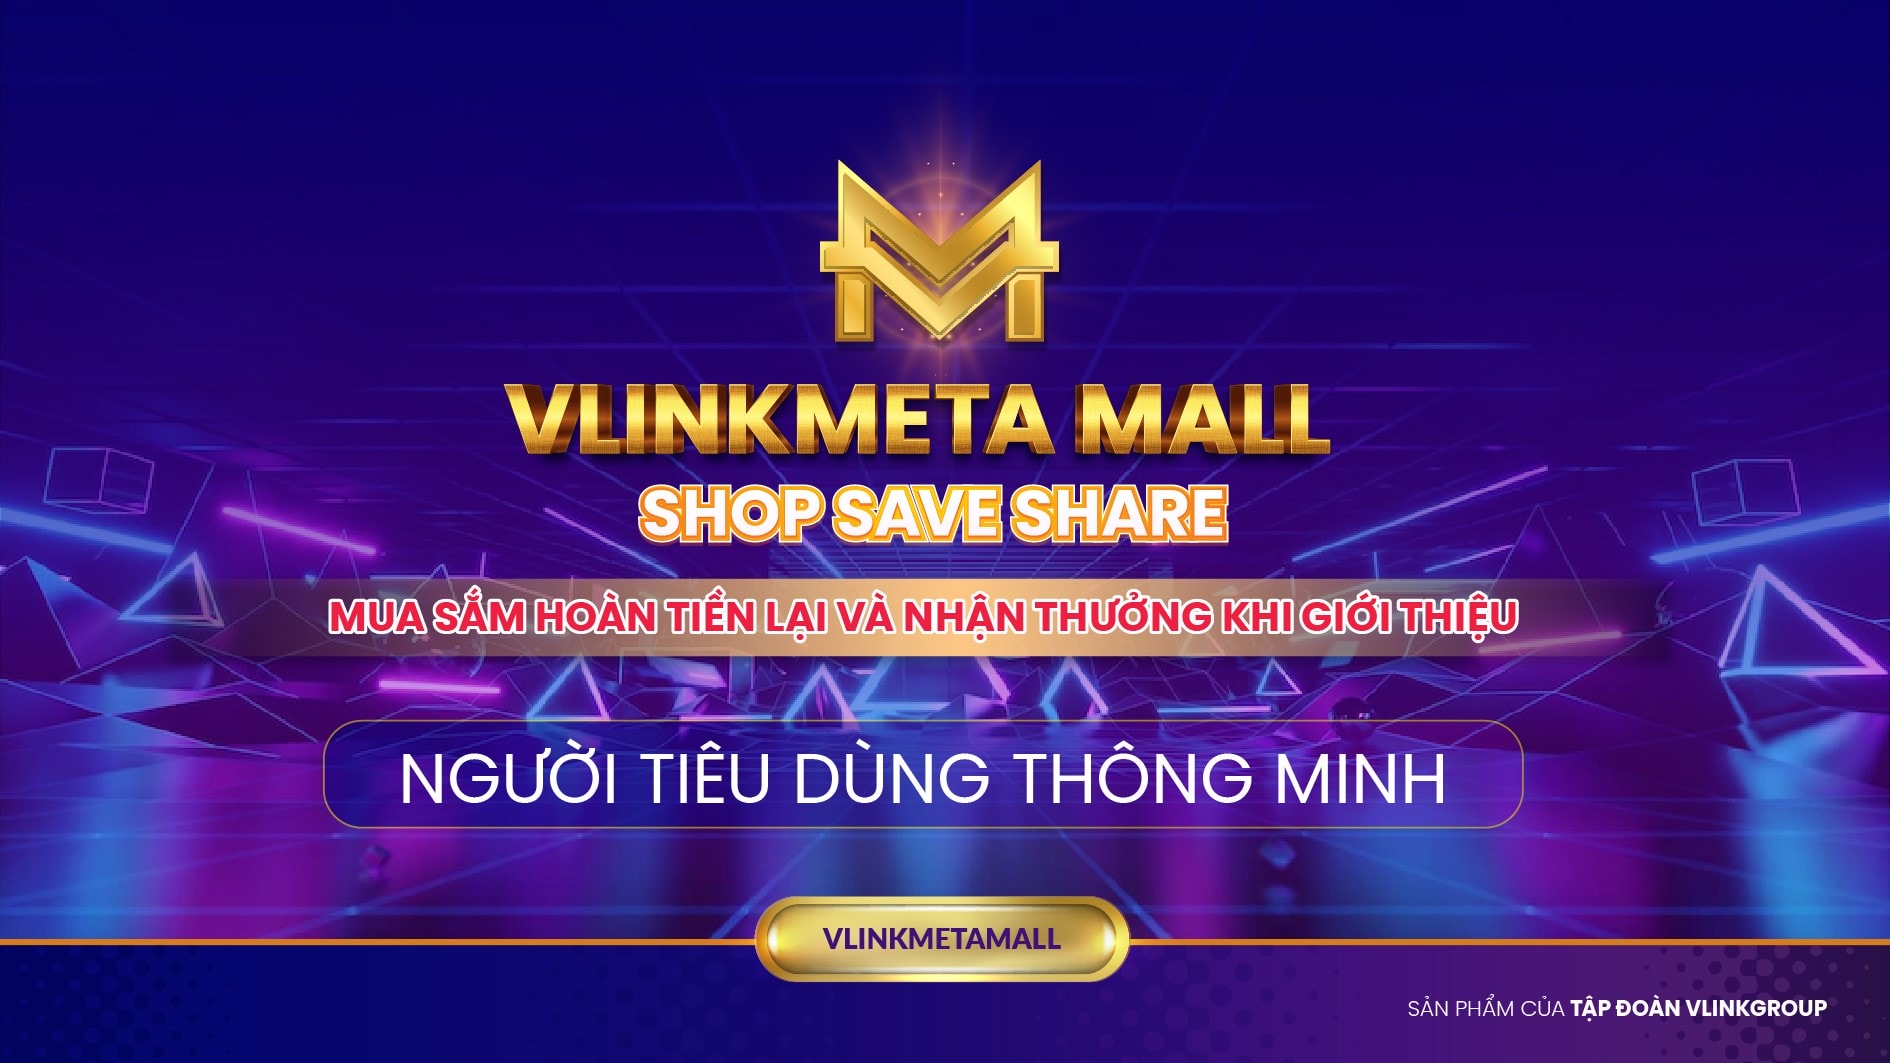 VLINKMETA MALL
SHOP SAVE SHARE
MUA SẮM HOÀN TIỀN LẠI VÀ NHẬN THƯỞNG KHI GIỚI THIỆU
NGƯỜI TIÊU DÙNG THÔNG MINH
VLINKMETAMALL
SẢN PHẨM CỦA TẬP ĐOÀN VLINKGROUP